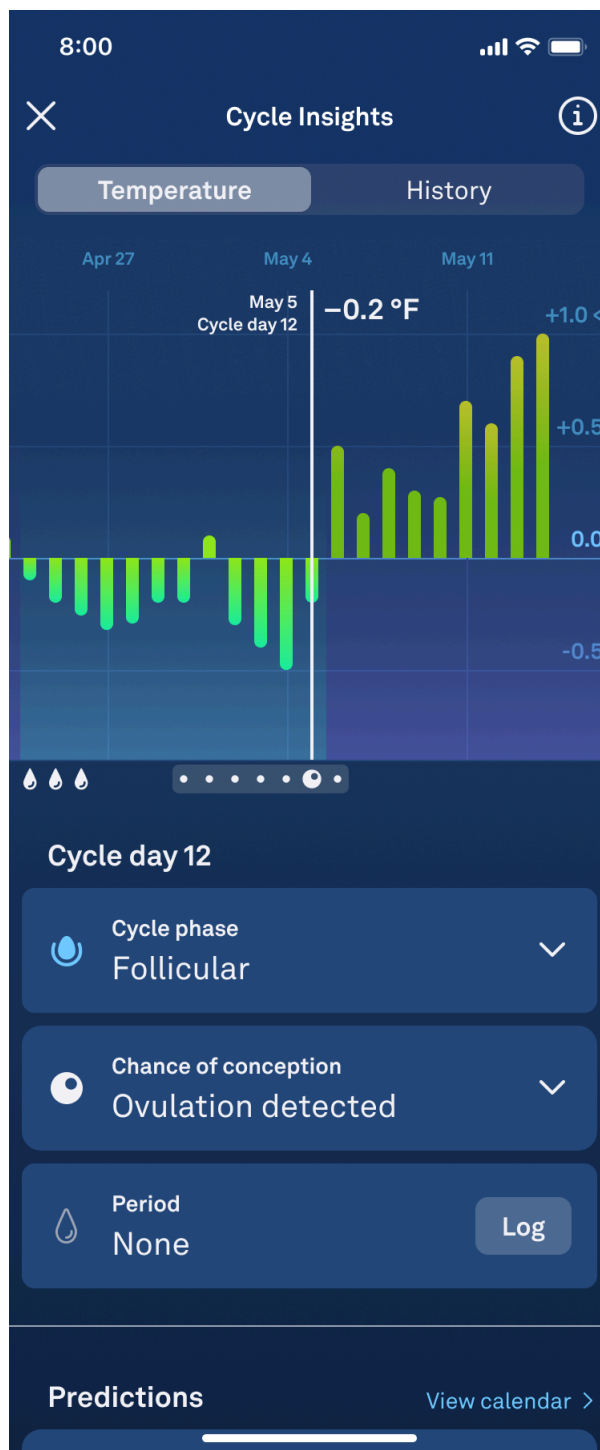 8:00
Cycle Insights
Temperature History
Apr 27 May 4 May 11
May 5
Cycle day 12
−0.2 °F
+1.0
+0.5
0.0
-0.5
Cycle day 12
Cycle phase
Follicular
Chance of conception
Ovulation detected
Period
None
Log
Predictions
View calendar >